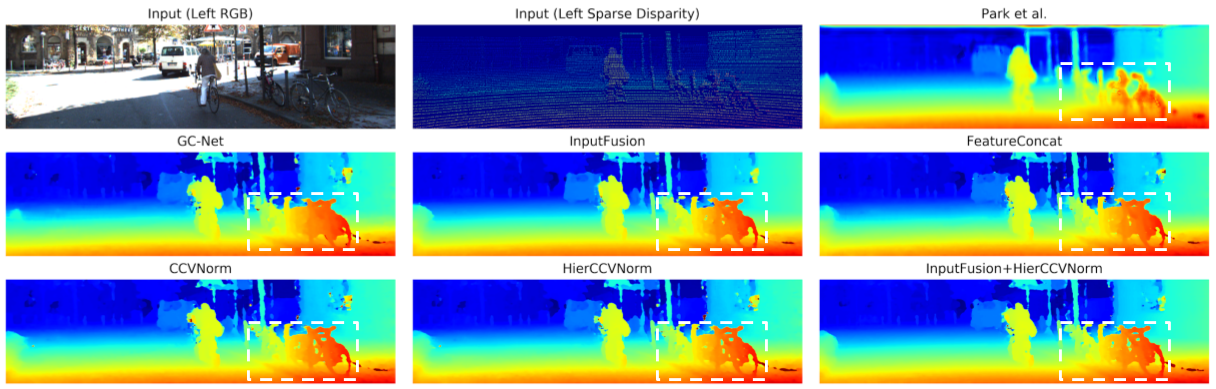 Input (Left RGB)
Input (Left Sparse Disparity)
Park et al.
GC-Net
InputFusion
FeatureConcat
CCVNorm
HierCCVNorm
InputFusion+HierCCVNorm